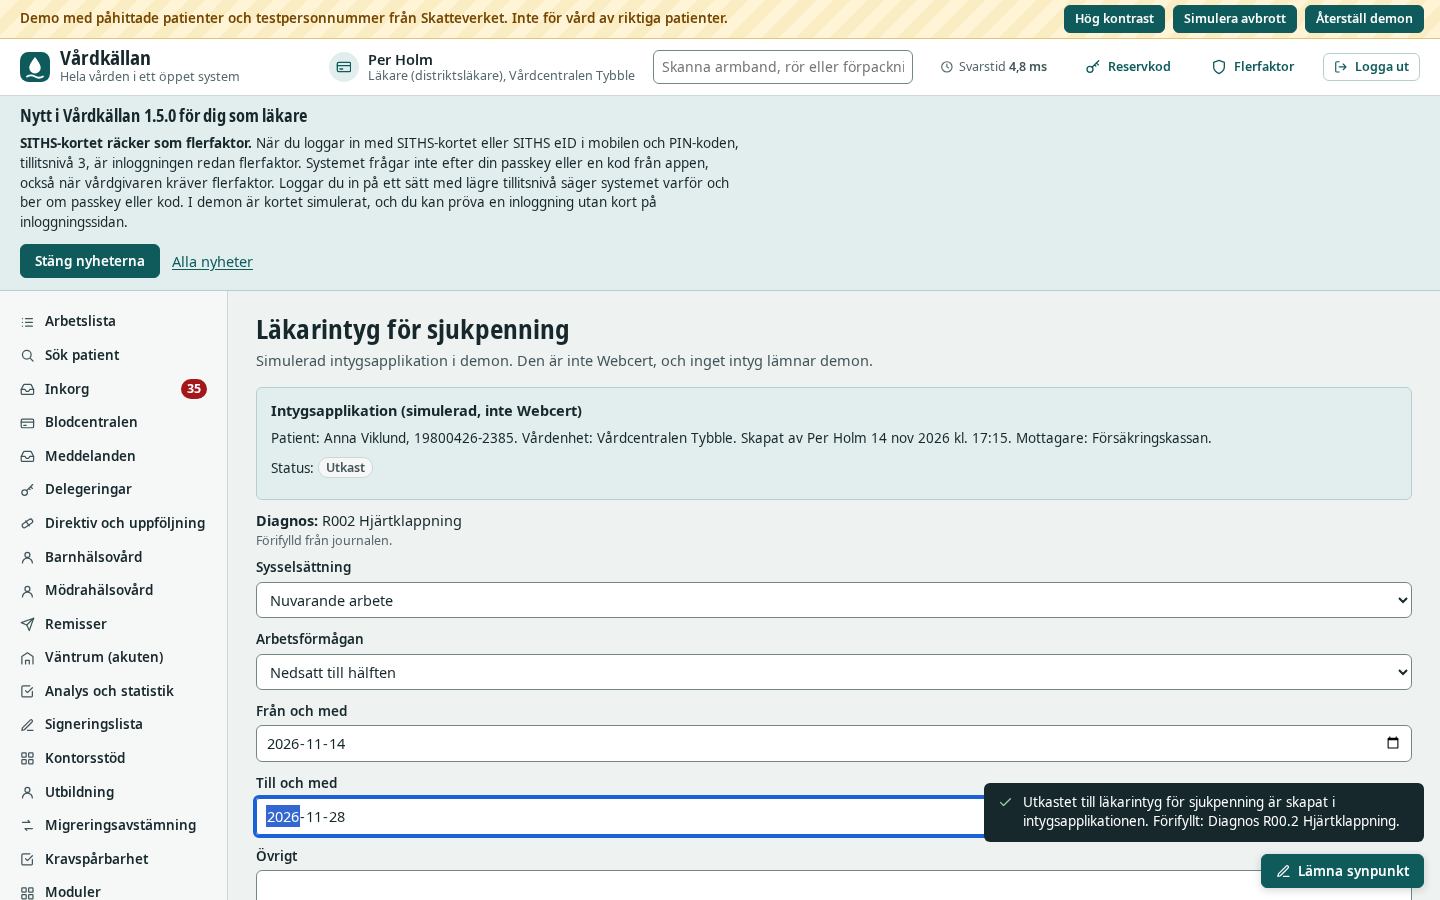 Demo med påhittade patienter och testpersonnummer från Skatteverket. Inte för vård av riktiga patienter.
Hög kontrast
Simulera avbrott
Återställ demon
Vårdkällan
Hela vården i ett öppet system
Per Holm
Läkare (distriktsläkare), Vårdcentralen Tybble
Skanna armband, rör eller förpackni
Svarstid 4,8 ms
Reservkod
Flerfaktor
Logga ut
Nytt i Vårdkällan 1.5.0 för dig som läkare
SITHS-kortet räcker som flerfaktor. När du loggar in med SITHS-kortet eller SITHS eID i mobilen och PIN-koden,
tillitsnivå 3, är inloggningen redan flerfaktor. Systemet frågar inte efter din passkey eller en kod från appen,
också när vårdgivaren kräver flerfaktor. Loggar du in på ett sätt med lägre tillitsnivå säger systemet varför och
ber om passkey eller kod. I demon är kortet simulerat, och du kan pröva en inloggning utan kort på
inloggningssidan.
Stäng nyheterna
Alla nyheter
Arbetslista
Sök patient
Inkorg
35
Blodcentralen
Meddelanden
Delegeringar
Direktiv och uppföljning
Barnhälsovård
Mödrahälsovård
Remisser
Väntrum (akuten)
Analys och statistik
Signeringslista
Kontorsstöd
Utbildning
Migreringsavstämning
Kravspårbarhet
Moduler
Läkarintyg för sjukpenning
Simulerad intygsapplikation i demon. Den är inte Webcert, och inget intyg lämnar demon.
Intygsapplikation (simulerad, inte Webcert)
Patient: Anna Viklund, 19800426-2385. Vårdenhet: Vårdcentralen Tybble. Skapat av Per Holm 14 nov 2026 kl. 17:15. Mottagare: Försäkringskassan.
Status: Utkast
Diagnos: R002 Hjärtklappning
Förifylld från journalen.
Sysselsättning
Nuvarande arbete
Arbetsförmågan
Nedsatt till hälften
Från och med
2026-11-14
Till och med
2026-11-28
Utkastet till läkarintyg för sjukpenning är skapat i
intygsapplikationen. Förifyllt: Diagnos R00.2 Hjärtklappning.
Övrigt
Lämna synpunkt